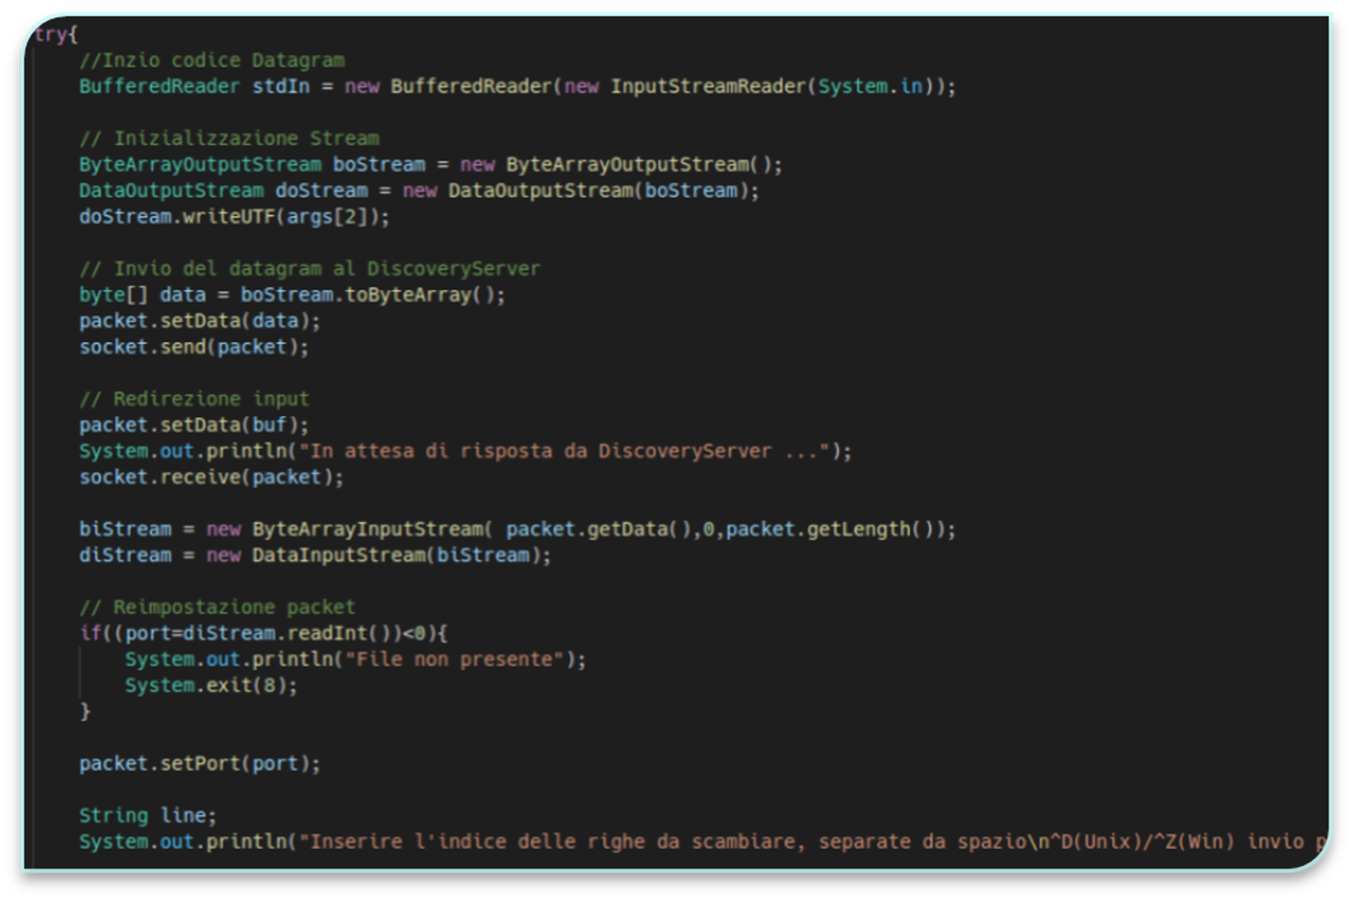 try{
//Inzio codice Datagram
BufferedReader stdIn = new BufferedReader(new InputStreamReader(System.in));
// Inizializzazione Stream
ByteArrayOutputStream boStream = new ByteArrayOutputStream();
DataOutputStream doStream = new DataOutputStream(boStream);
doStream.writeUTF(args[2]);
// Invio del datagram al DiscoveryServer
byte[] data = boStream.toByteArray();
packet.setData(data);
socket.send(packet);
// Redirezione input
packet.setData(buf);
System.out.println("In attesa di risposta da DiscoveryServer ...");
socket.receive(packet);
biStream = new ByteArrayInputStream( packet.getData(),0,packet.getLength());
diStream = new DataInputStream(biStream);
// Reimpostazione packet
if((port=diStream.readInt())<0){
System.out.println("File non presente");
System.exit(8);
}
packet.setPort(port);
String line;
System.out.println("Inserire l'indice delle righe da scambiare, separate da spazio\n^D(Unix)/^Z(Win) invio